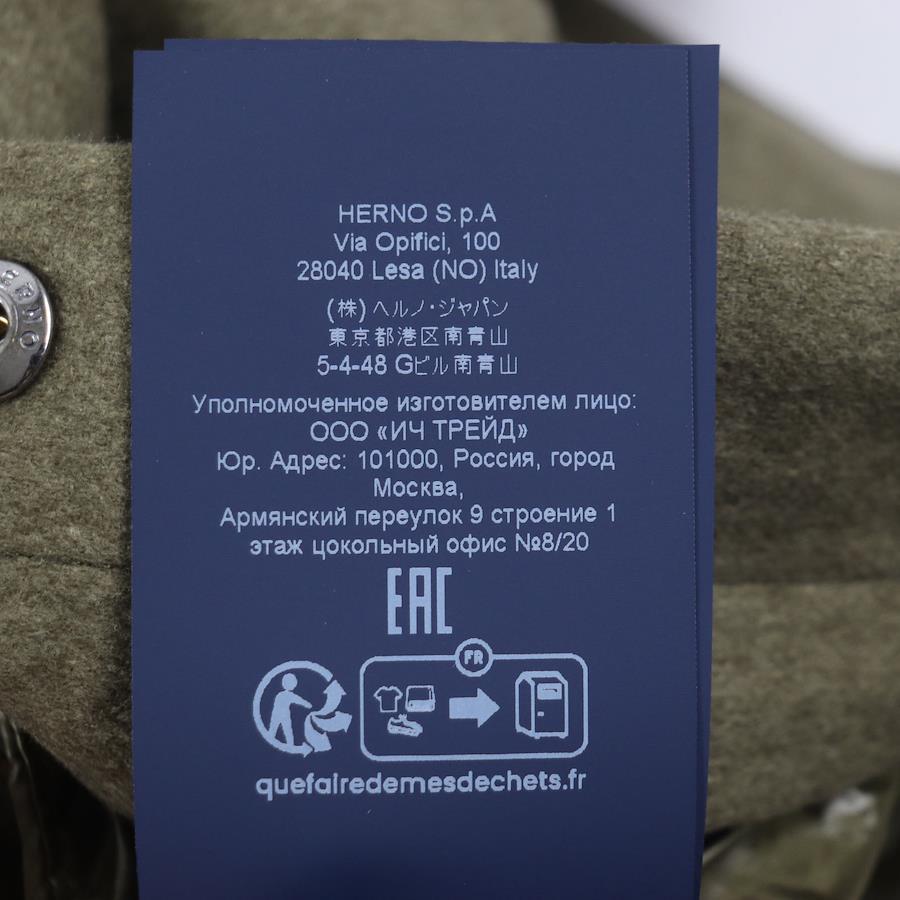 HERNO S.p.A
Via Opifici, 100
28040 Lesa (NO) Italy
(株)ヘルノ・ジャパン
東京都港区南青山
5-4-48 Gビル南青山
Уполномоченное изготовителем лицо:
ООО «ИЧ ТРЕЙД»
Юр. Адрес: 101000, Россия, город
Москва,
Армянский переулок 9 строение 1
этаж цокольный офис №8/20
EAC
FR
quefairedemesdechets.fr